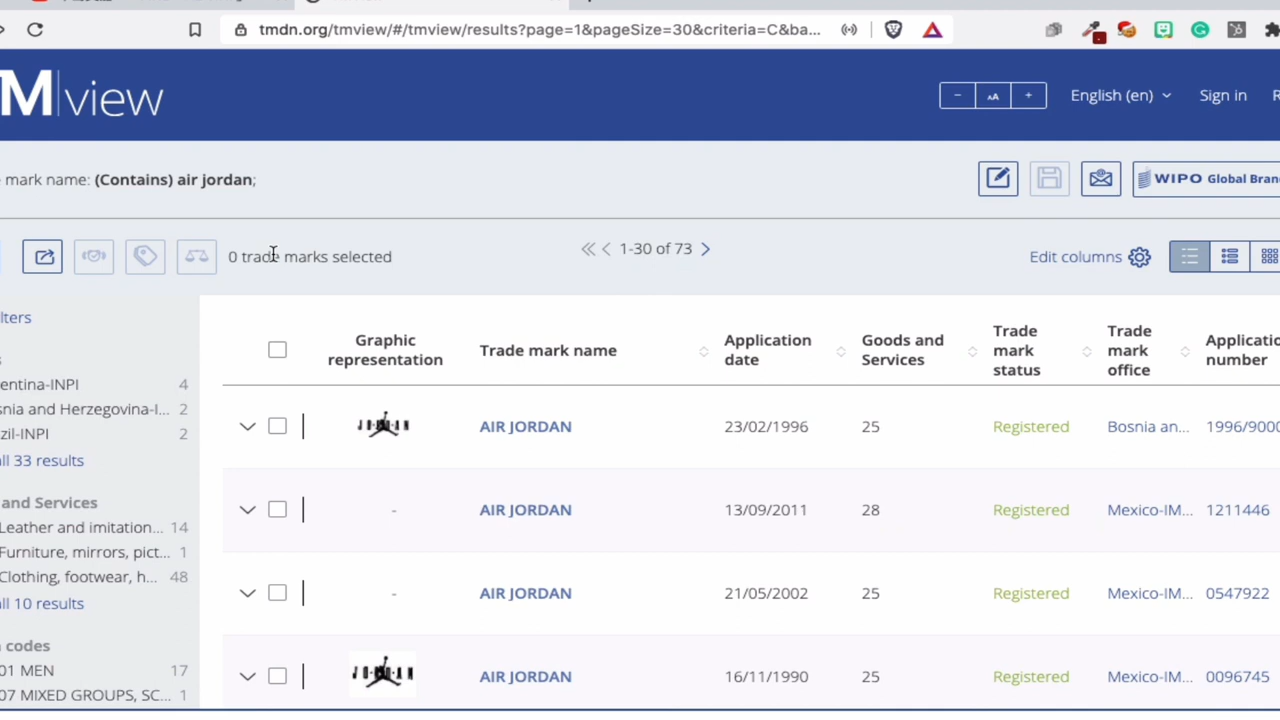 tmdn.org/tmview/#/tmview/results?page=1&pageSize=30&criteria=C&ba...
M|view
- AA +
English (en)
Sign in
R
mark name: (Contains) air jordan;
WIPO Global Bran
0 trade marks selected
1-30 of 73
Edit columns
lters
s
entina-INPI 4
snia and Herzegovina-I... 2
zil-INPI 2
ll 33 results
and Services
Leather and imitation... 14
Furniture, mirrors, pict... 1
Clothing, footwear, h... 48
ll 10 results
codes
01 MEN 17
07 MIXED GROUPS, SC... 1
Graphic representation
Trade mark name
Application date
Goods and Services
Trade mark status
Trade mark office
Applicatio
number
JORDAN
AIR JORDAN 23/02/1996 25 Registered Bosnia an... 1996/9000
- AIR JORDAN 13/09/2011 28 Registered Mexico-IM... 1211446
- AIR JORDAN 21/05/2002 25 Registered Mexico-IM... 0547922
JORDAN
AIR JORDAN 16/11/1990 25 Registered Mexico-IM... 0096745